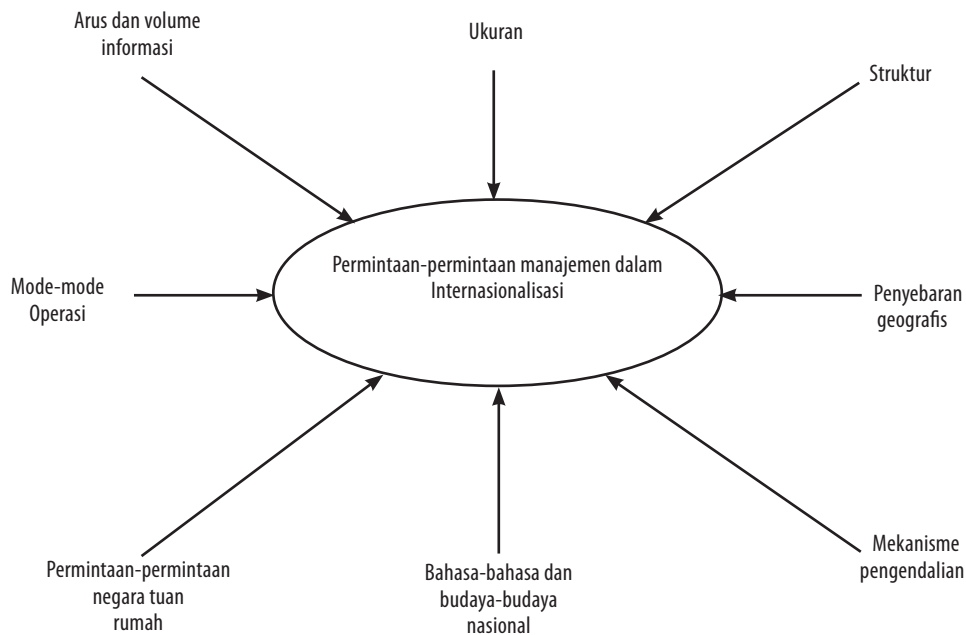 Arus dan volume
informasi
Ukuran
Struktur
Permintaan-permintaan manajemen dalam
Internasionalisasi
Mode-mode
Operasi
Penyebaran
geografis
Permintaan-permintaan
negara tuan
rumah
Bahasa-bahasa dan
budaya-budaya
nasional
Mekanisme
pengendalian